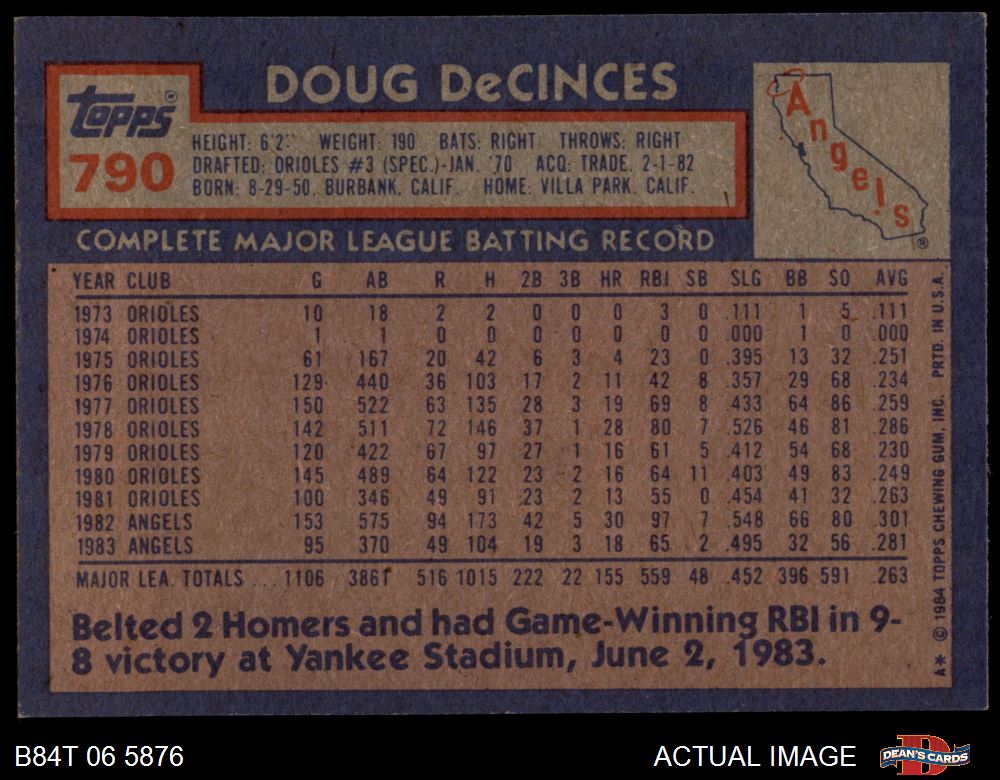 DOUG DeCINCES
TOPPS®
790
HEIGHT: 6'2" WEIGHT: 190 BATS: RIGHT THROWS: RIGHT
DRAFTED: ORIOLES #3 (SPEC.)-JAN. '70 ACQ: TRADE, 2-1-82
BORN: 8-29-50, BURBANK, CALIF. HOME: VILLA PARK, CALIF.
Angels ®
COMPLETE MAJOR LEAGUE BATTING RECORD
YEAR CLUB G AB R H 2B 3B HR RBI SB SLG BB SO AVG
1973 ORIOLES 10 18 2 2 0 0 0 3 0 .111 1 5 .111
1974 ORIOLES 1 1 0 0 0 0 0 0 0 .000 1 0 .000
1975 ORIOLES 61 167 20 42 6 3 4 23 0 .395 13 32 .251
1976 ORIOLES 129 440 36 103 17 2 11 42 8 .357 29 68 .234
1977 ORIOLES 150 522 63 135 28 3 19 69 8 .433 64 86 .259
1978 ORIOLES 142 511 72 146 37 1 28 80 7 .526 46 81 .286
1979 ORIOLES 120 422 67 97 27 1 16 61 5 .412 54 68 .230
1980 ORIOLES 145 489 64 122 23 2 16 64 11 .403 49 83 .249
1981 ORIOLES 100 346 49 91 23 2 13 55 0 .454 41 32 .263
1982 ANGELS 153 575 94 173 42 5 30 97 7 .548 66 80 .301
1983 ANGELS 95 370 49 104 19 3 18 65 2 .495 32 56 .281
MAJOR LEA. TOTALS ... 1106 3861 516 1015 222 22 155 559 48 .452 396 591 .263
Belted 2 Homers and had Game-Winning RBI in 9-
8 victory at Yankee Stadium, June 2, 1983.
A* © 1984 TOPPS CHEWING GUM, INC. PRTD. IN U.S.A.
B84T 06 5876
ACTUAL IMAGE
DEAN'S CARDS